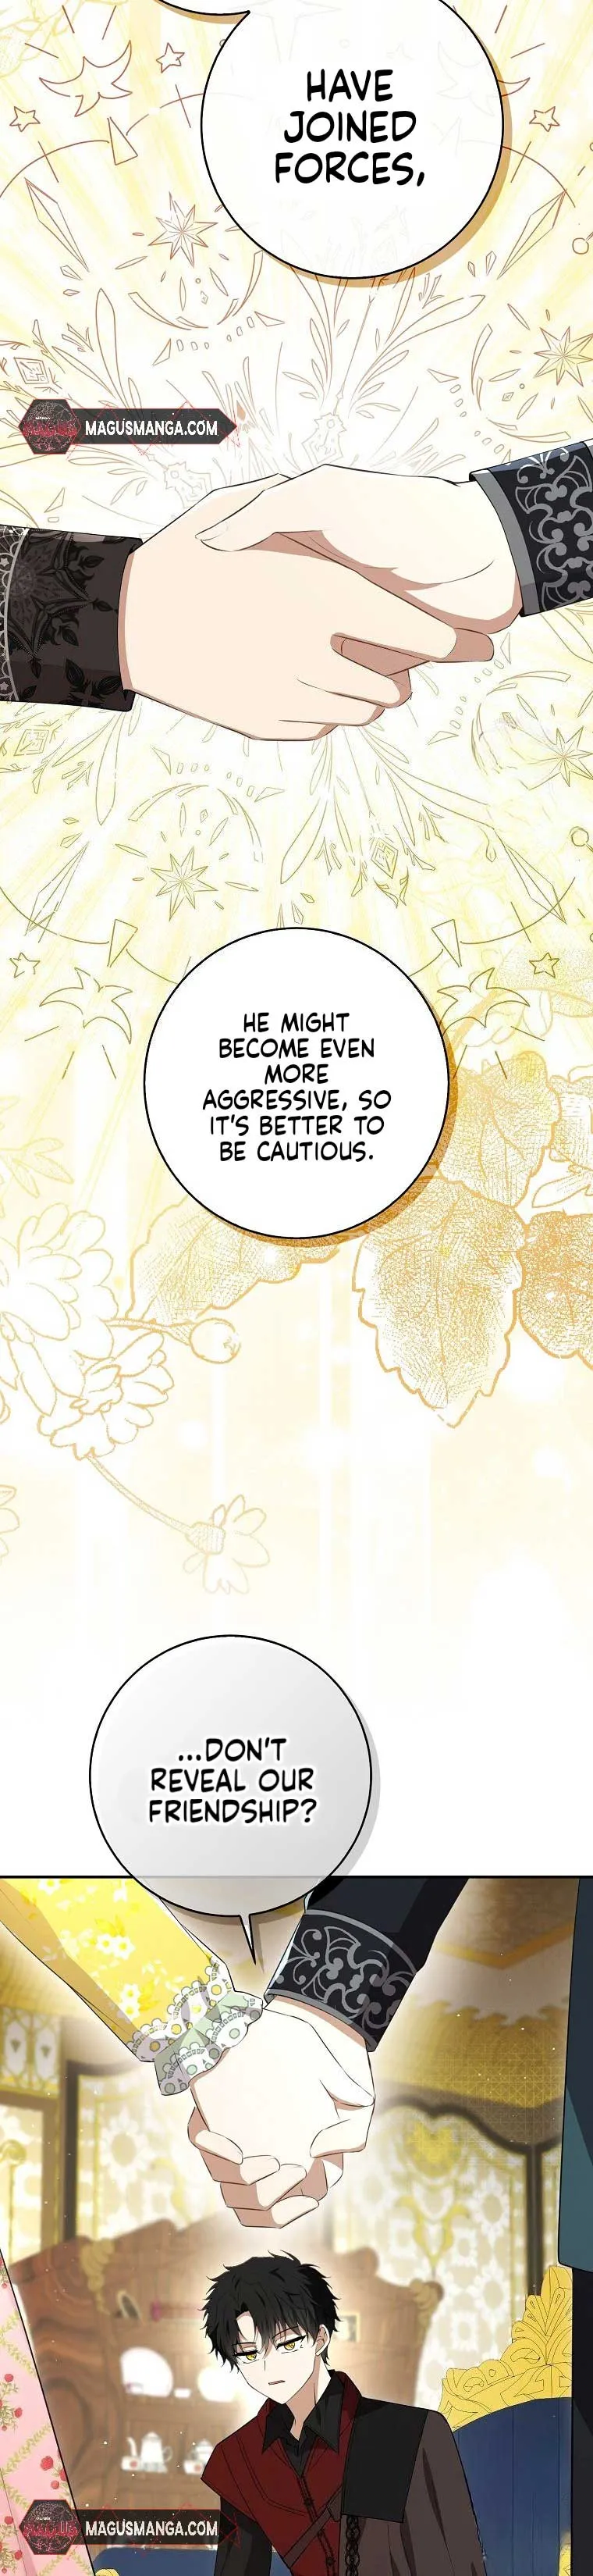 HAVE
JOINED
FORCES,
MAGUSMANGA.COM
HE MIGHT
BECOME EVEN
MORE
AGGRESSIVE, SO
IT'S BETTER TO
BE CAUTIOUS.
...DON'T
REVEAL OUR
FRIENDSHIP?
MAGUSMANGA.COM